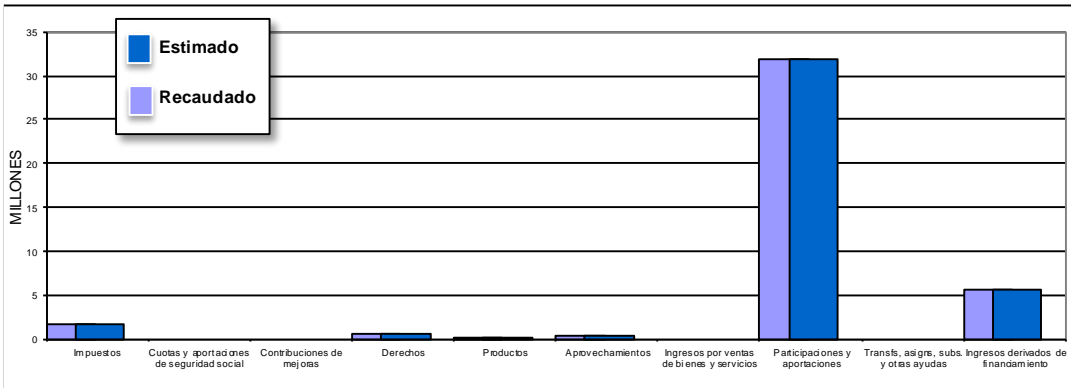 Estimado
Recaudado
MILLONES
35
30
25
20
15
10
5
0
Impuestos
Cuotas y aportaciones
de seguridad social
Contribuciones de
mejoras
Derechos
Productos
Aprovechamientos
Ingresos por ventas
de bienes y servicios
Participaciones y
aportaciones
Transfs, asigns, subs.
y otras ayudas
Ingresos derivados de
financiamiento